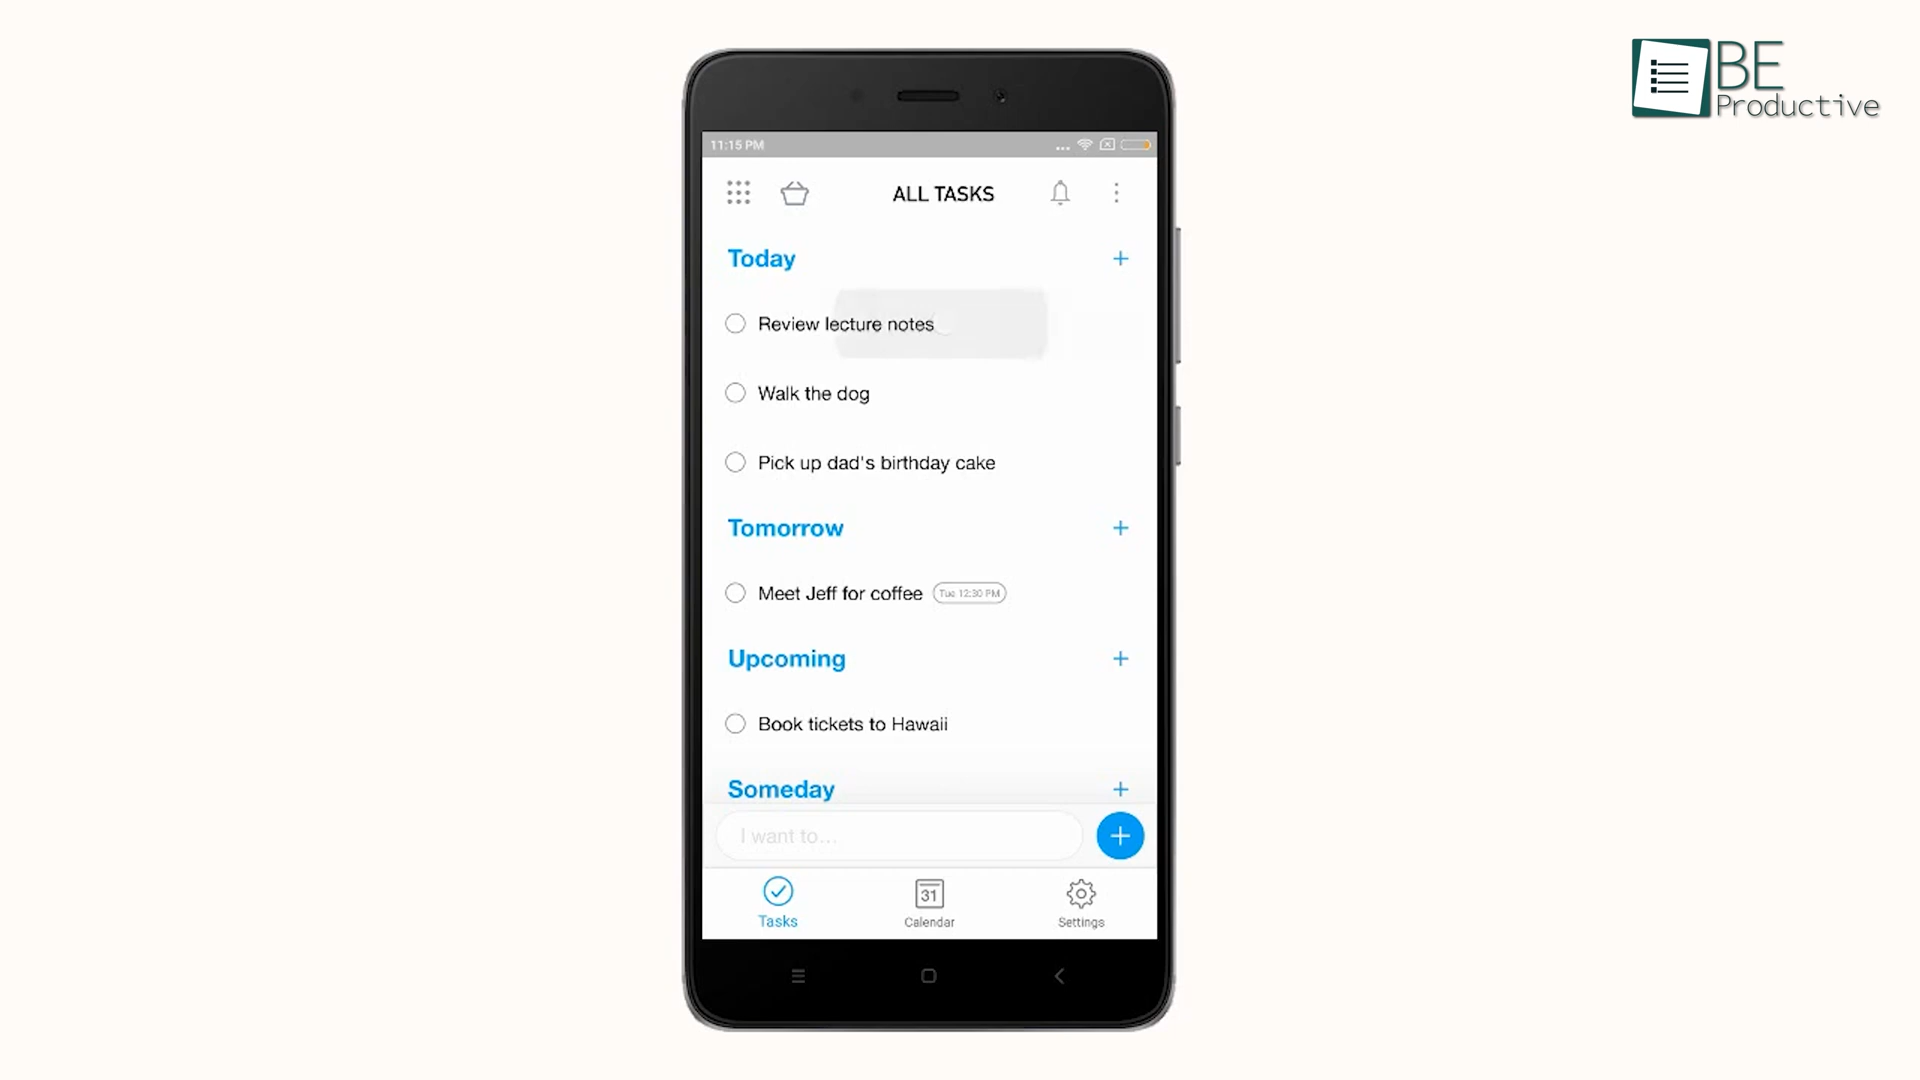 BE
Productive
11:15 PM
ALL TASKS
Today
Review lecture notes
Walk the dog
Pick up dad's birthday cake
Tomorrow
Meet Jeff for coffee Tue 12:30 PM
Upcoming
Book tickets to Hawaii
Someday
I want to...
31
Tasks Calendar Settings